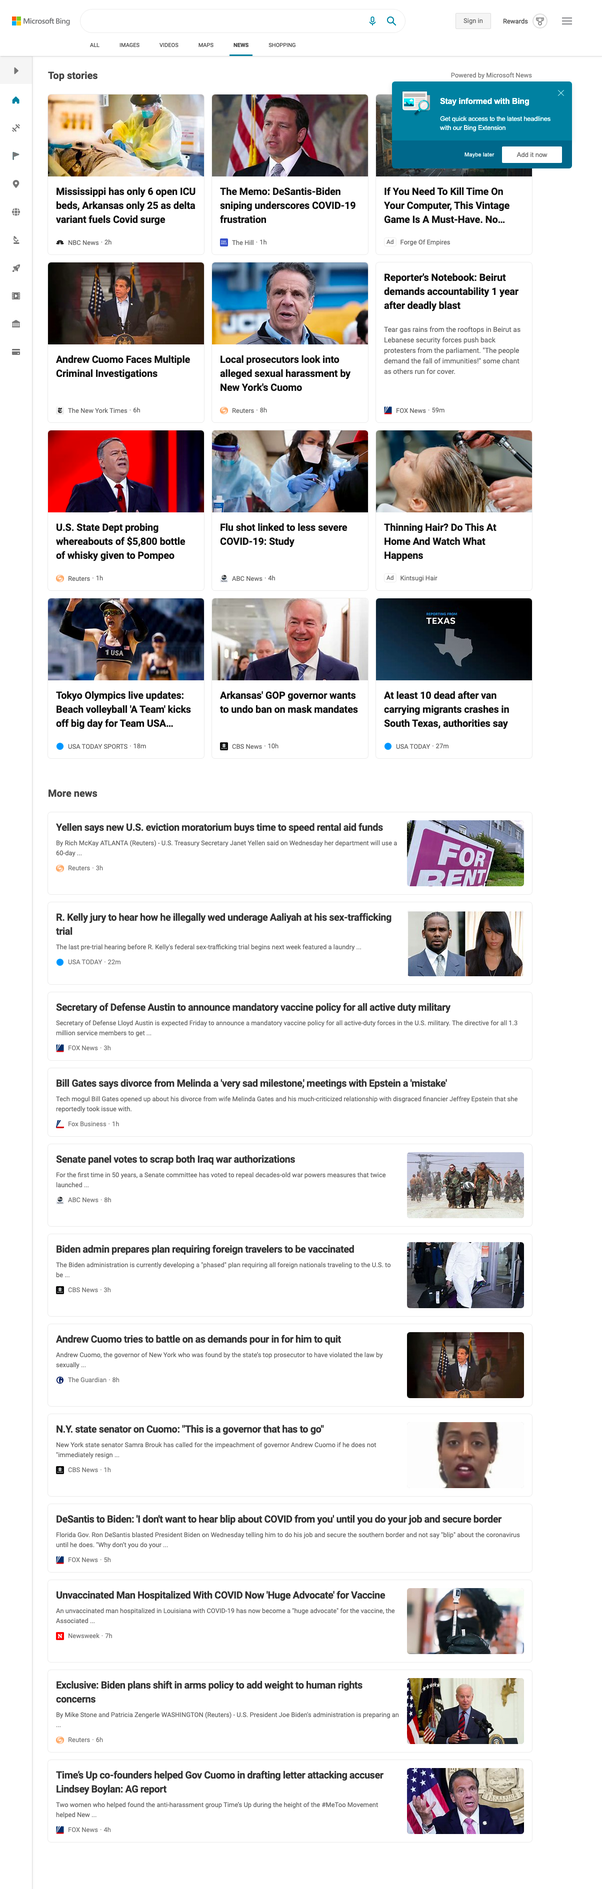 Microsoft Bing
Sign in
Rewards
ALL
IMAGES
VIDEOS
MAPS
NEWS
SHOPPING
Top stories
Powered by Microsoft News
Stay informed with Bing
Get quick access to the latest headlines
with our Bing Extension
Maybe later
Add it now
Mississippi has only 6 open ICU
beds, Arkansas only 25 as delta
variant fuels Covid surge
NBC News · 2h
The Memo: DeSantis-Biden
sniping underscores COVID-19
frustration
The Hill · 1h
If You Need To Kill Time On
Your Computer, This Vintage
Game Is A Must-Have. No...
Ad Forge Of Empires
Andrew Cuomo Faces Multiple
Criminal Investigations
The New York Times · 6h
Local prosecutors look into
alleged sexual harassment by
New York's Cuomo
Reuters · 8h
Reporter's Notebook: Beirut
demands accountability 1 year
after deadly blast
Tear gas rains from the rooftops in Beirut as
Lebanese security forces push back
protesters from the parliament. "The people
demand the fall of immunities!" some chant
as others run for cover.
FOX News · 59m
U.S. State Dept probing
whereabouts of $5,800 bottle
of whisky given to Pompeo
Reuters · 1h
Flu shot linked to less severe
COVID-19: Study
ABC News · 4h
Thinning Hair? Do This At
Home And Watch What
Happens
Ad Kintsugi Hair
1 USA
Tokyo Olympics live updates:
Beach volleyball 'A Team' kicks
off big day for Team USA...
USA TODAY SPORTS · 18m
Arkansas' GOP governor wants
to undo ban on mask mandates
CBS News · 10h
REPORTING FROM
TEXAS
At least 10 dead after van
carrying migrants crashes in
South Texas, authorities say
USA TODAY · 27m
More news
Yellen says new U.S. eviction moratorium buys time to speed rental aid funds
By Rich McKay ATLANTA (Reuters) - U.S. Treasury Secretary Janet Yellen said on Wednesday her department will use a
60-day ...
Reuters · 3h
FOR
RENT
R. Kelly jury to hear how he illegally wed underage Aaliyah at his sex-trafficking
trial
The last pre-trial hearing before R. Kelly's federal sex-trafficking trial begins next week featured a laundry ...
USA TODAY · 22m
Secretary of Defense Austin to announce mandatory vaccine policy for all active duty military
Secretary of Defense Lloyd Austin is expected Friday to announce a mandatory vaccine policy for all active-duty forces in the U.S. military. The directive for all 1.3
million service members to get ...
FOX News · 3h
Bill Gates says divorce from Melinda a 'very sad milestone,' meetings with Epstein a 'mistake'
Tech mogul Bill Gates opened up about his divorce from wife Melinda Gates and his much-criticized relationship with disgraced financier Jeffrey Epstein that she
reportedly took issue with.
Fox Business · 1h
Senate panel votes to scrap both Iraq war authorizations
For the first time in 50 years, a Senate committee has voted to repeal decades-old war powers measures that twice
launched ...
ABC News · 8h
Biden admin prepares plan requiring foreign travelers to be vaccinated
The Biden administration is currently developing a "phased" plan requiring all foreign nationals traveling to the U.S. to
be ...
CBS News · 3h
Andrew Cuomo tries to battle on as demands pour in for him to quit
Andrew Cuomo, the governor of New York who was found by the state's top prosecutor to have violated the law by
sexually ...
The Guardian · 8h
N.Y. state senator on Cuomo: "This is a governor that has to go"
New York state senator Samra Brouk has called for the impeachment of governor Andrew Cuomo if he does not
"immediately resign ...
CBS News · 1h
DeSantis to Biden: 'I don't want to hear blip about COVID from you' until you do your job and secure border
Florida Gov. Ron DeSantis blasted President Biden on Wednesday telling him to do his job and secure the southern border and not say "blip" about the coronavirus
until he does. "Why don't you do your ...
FOX News · 5h
Unvaccinated Man Hospitalized With COVID Now 'Huge Advocate' for Vaccine
An unvaccinated man hospitalized in Louisiana with COVID-19 has now become a "huge advocate" for the vaccine, the
Associated ...
Newsweek · 7h
Exclusive: Biden plans shift in arms policy to add weight to human rights
concerns
By Mike Stone and Patricia Zengerle WASHINGTON (Reuters) - U.S. President Joe Biden's administration is preparing an
...
Reuters · 6h
Time's Up co-founders helped Gov Cuomo in drafting letter attacking accuser
Lindsey Boylan: AG report
Two women who helped found the anti-harassment group Time's Up during the height of the #MeToo Movement
helped New ...
FOX News · 4h